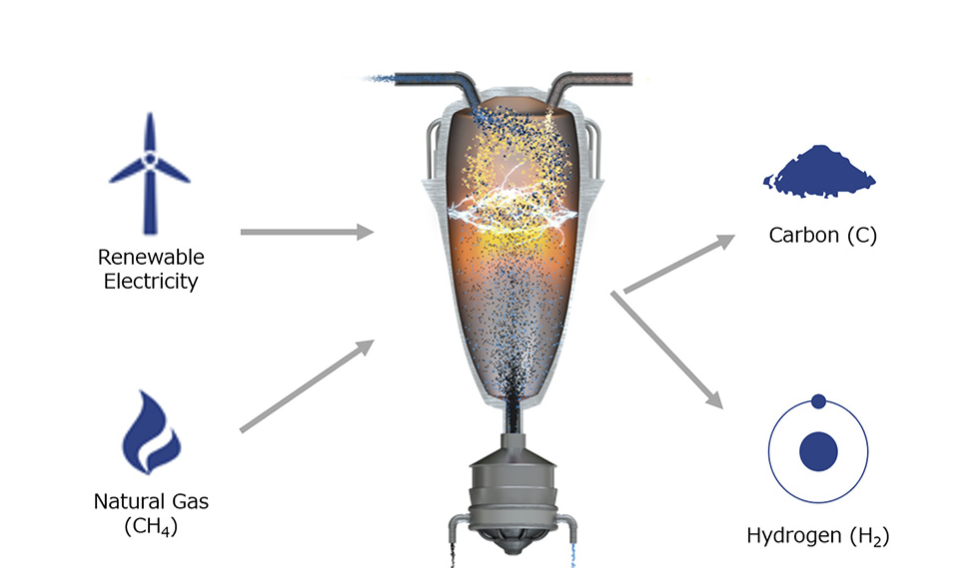 Renewable
Electricity
Natural Gas
(CH₄)
Carbon (C)
Hydrogen (H₂)